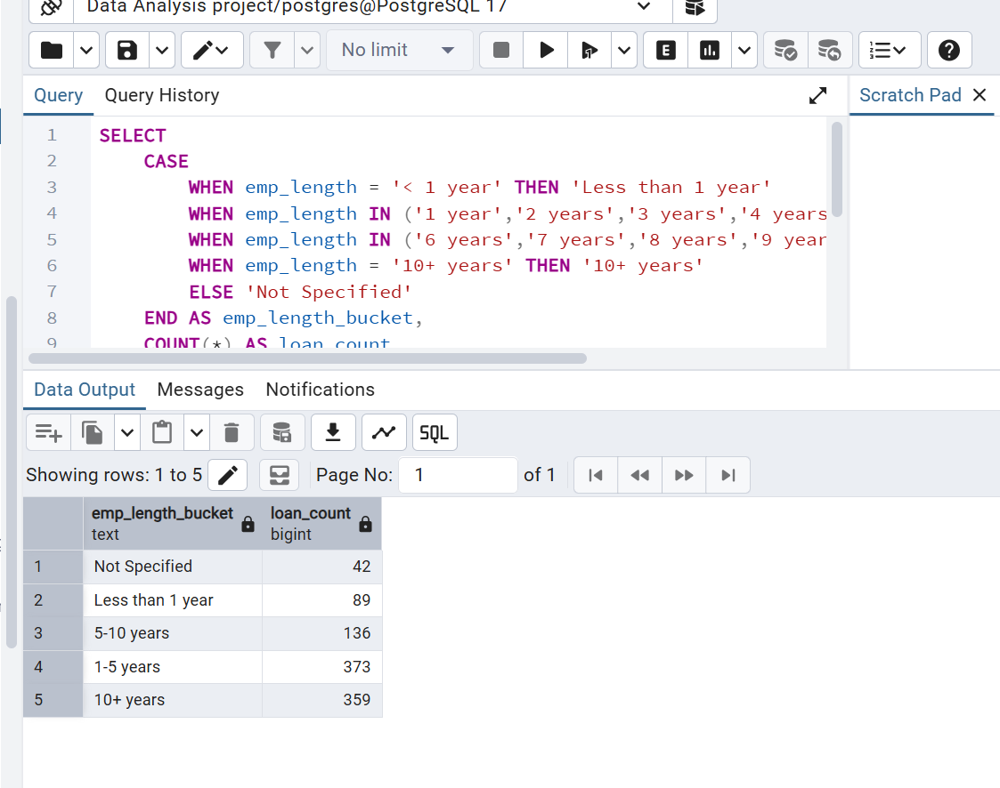 Data Analysis project/postgres@PostgreSQL 17
No limit
E
Query Query History
Scratch Pad
1 SELECT
2 CASE
3 WHEN emp_length = '< 1 year' THEN 'Less than 1 year'
4 WHEN emp_length IN ('1 year','2 years','3 years','4 years
5 WHEN emp_length IN ('6 years','7 years','8 years','9 year
6 WHEN emp_length = '10+ years' THEN '10+ years'
7 ELSE 'Not Specified'
8 END AS emp_length_bucket,
9 COUNT(*) AS loan_count
Data Output Messages Notifications
SQL
Showing rows: 1 to 5 Page No: 1 of 1
emp_length_bucket loan_count
text bigint
1 Not Specified 42
2 Less than 1 year 89
3 5-10 years 136
4 1-5 years 373
5 10+ years 359